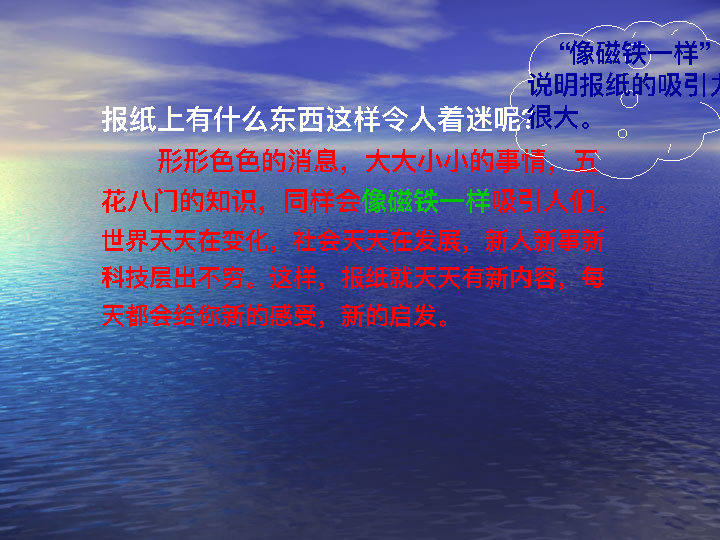 “像磁铁一样”
说明报纸的吸引力
很大。
报纸上有什么东西这样令人着迷呢?
形形色色的消息，大大小小的事情，五
花八门的知识，同样会像磁铁一样吸引人们。
世界天天在变化，社会天天在发展，新人新事新
科技层出不穷。这样，报纸就天天有新内容，每
天都会给你新的感受，新的启发。